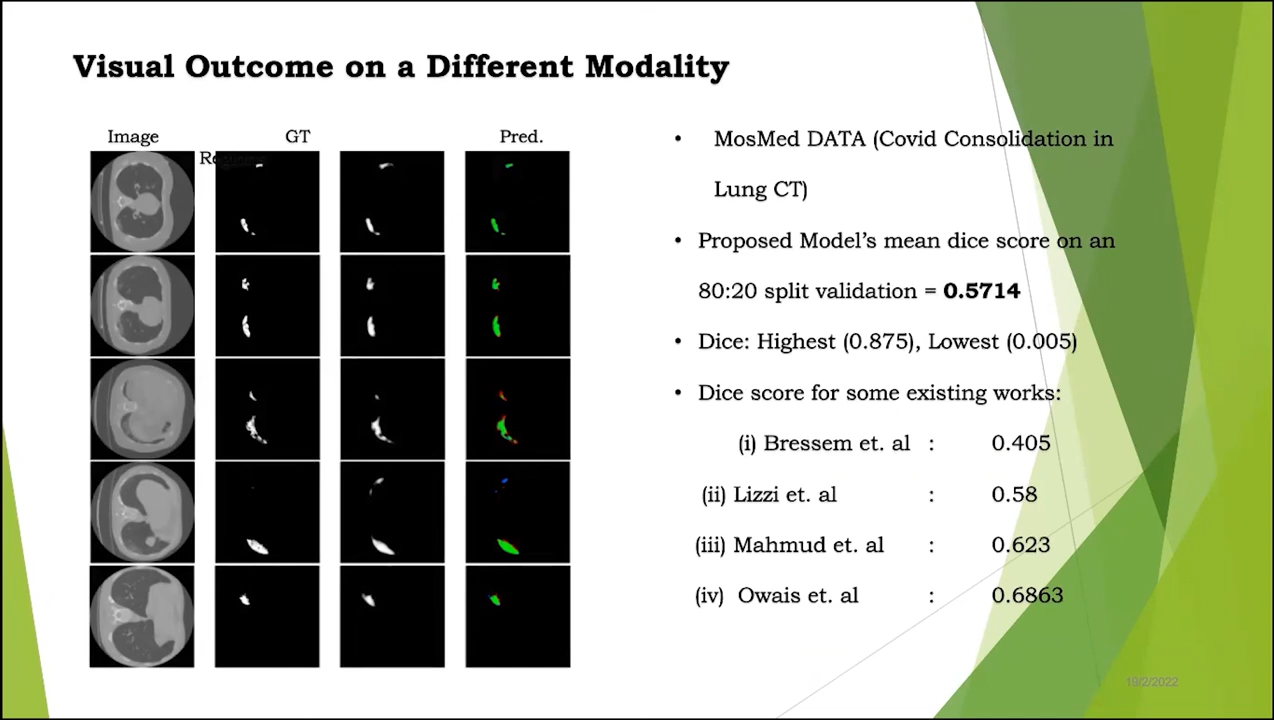 Visual Outcome on a Different Modality
Image GT Pred.
• MosMed DATA (Covid Consolidation in
Lung CT)
• Proposed Model's mean dice score on an
80:20 split validation = 0.5714
• Dice: Highest (0.875), Lowest (0.005)
• Dice score for some existing works:
(i) Bressem et. al : 0.405
(ii) Lizzi et. al : 0.58
(iii) Mahmud et. al : 0.623
(iv) Owais et. al : 0.6863
19/2/2022